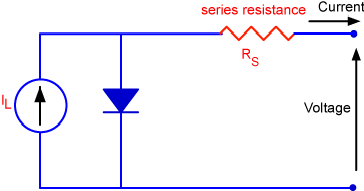 series resistance
Current
R_S
I_L
Voltage